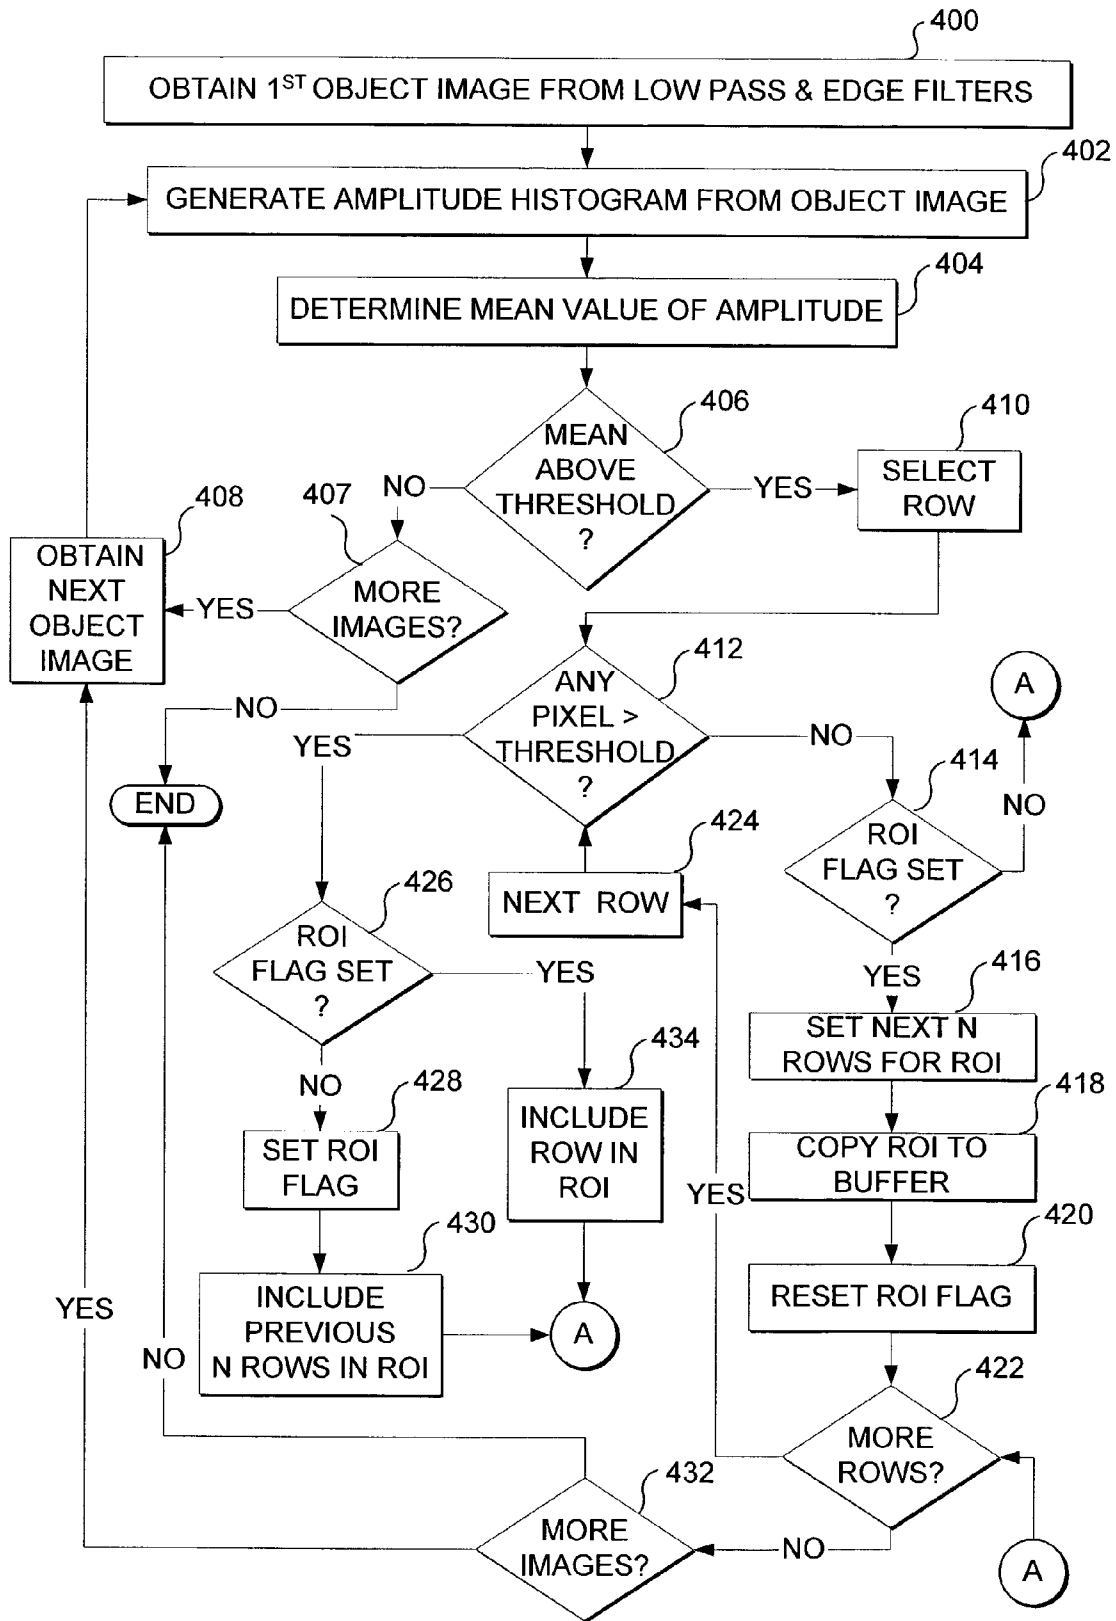 400
OBTAIN 1ST OBJECT IMAGE FROM LOW PASS & EDGE FILTERS
402
GENERATE AMPLITUDE HISTOGRAM FROM OBJECT IMAGE
404
DETERMINE MEAN VALUE OF AMPLITUDE
406
MEAN
ABOVE
THRESHOLD
?
NO
YES
410
SELECT
ROW
407
MORE
IMAGES?
YES
NO
408
OBTAIN
NEXT
OBJECT
IMAGE
END
412
ANY
PIXEL >
THRESHOLD
?
YES
NO
A
414
ROI
FLAG SET
?
NO
YES
424
NEXT ROW
426
ROI
FLAG SET
?
YES
NO
416
SET NEXT N
ROWS FOR ROI
418
COPY ROI TO
BUFFER
420
RESET ROI FLAG
428
SET ROI
FLAG
434
INCLUDE
ROW IN
ROI
YES
430
INCLUDE
PREVIOUS
N ROWS IN ROI
A
YES
NO
422
MORE
ROWS?
432
MORE
IMAGES?
NO
A